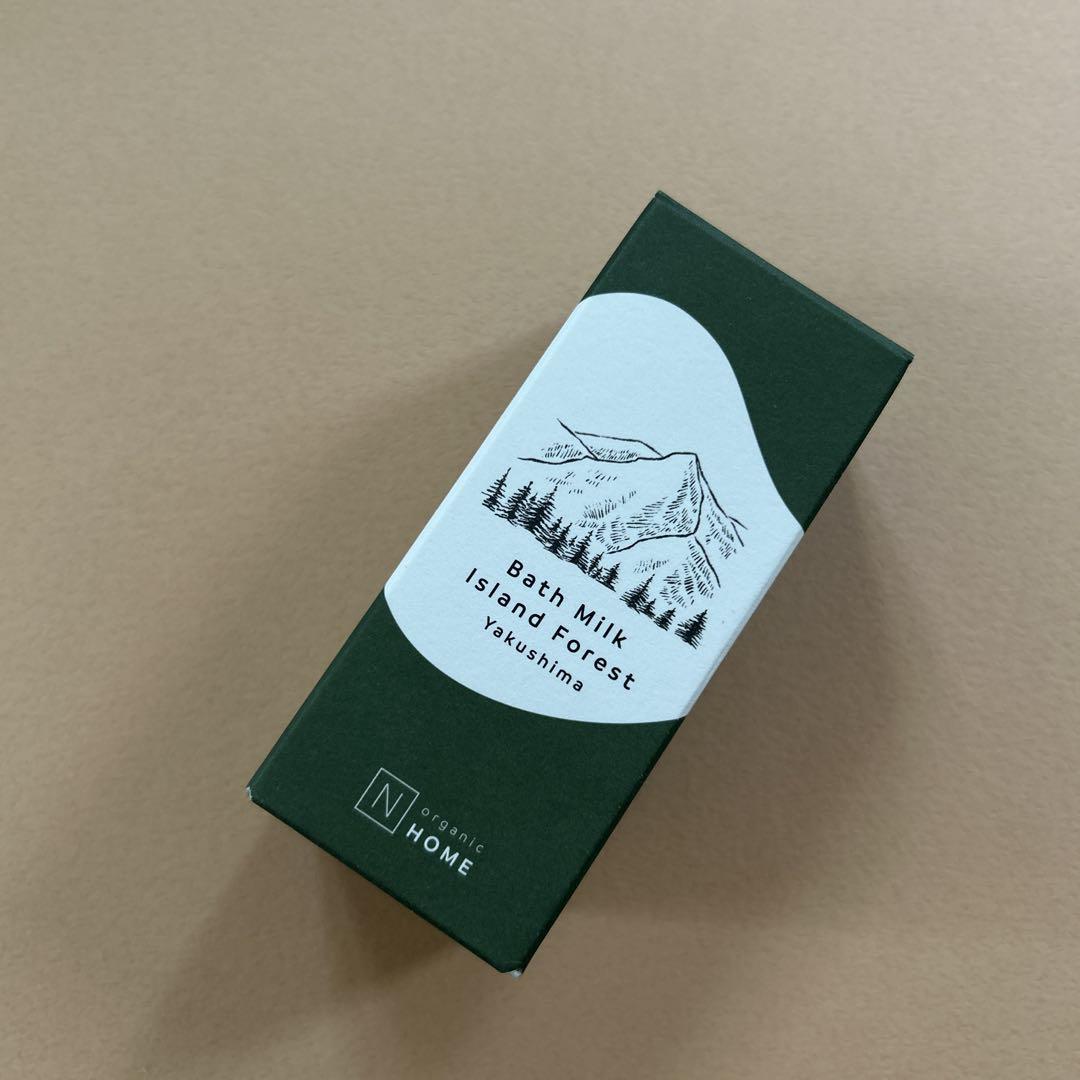 Bath Milk
Island Forest
Yakushima
N organic
HOME